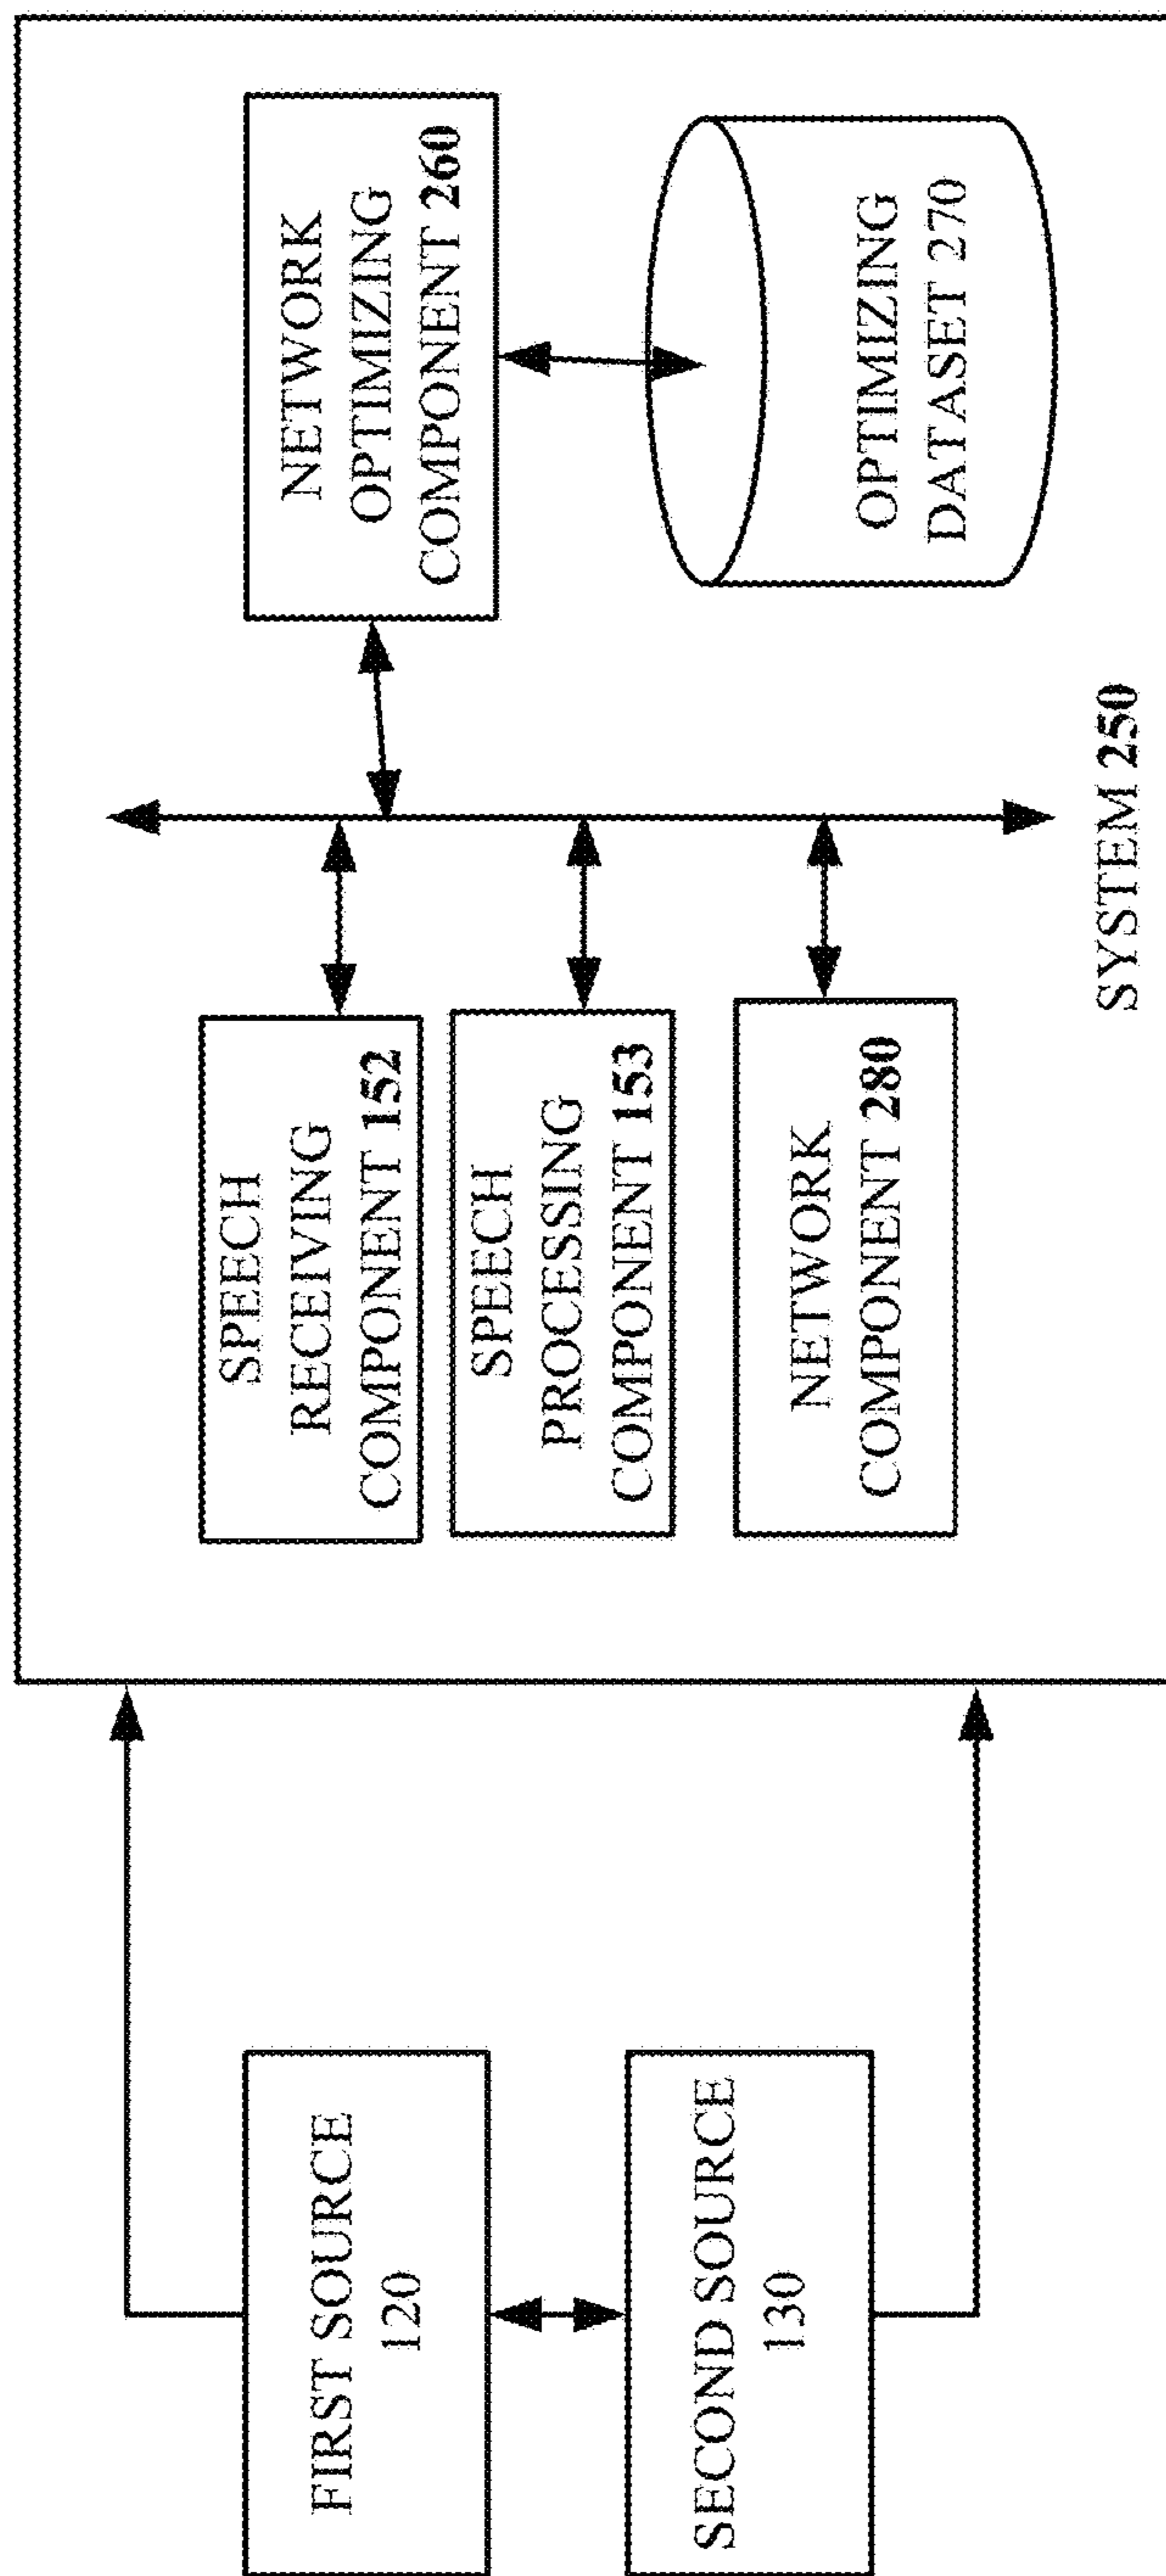 FIRST SOURCE
120
SECOND SOURCE
130
SPEECH
RECEIVING
COMPONENT 152
SPEECH
PROCESSING
COMPONENT 153
NETWORK
COMPONENT 280
NETWORK
OPTIMIZING
COMPONENT 260
OPTIMIZING
DATASET 270
SYSTEM 250